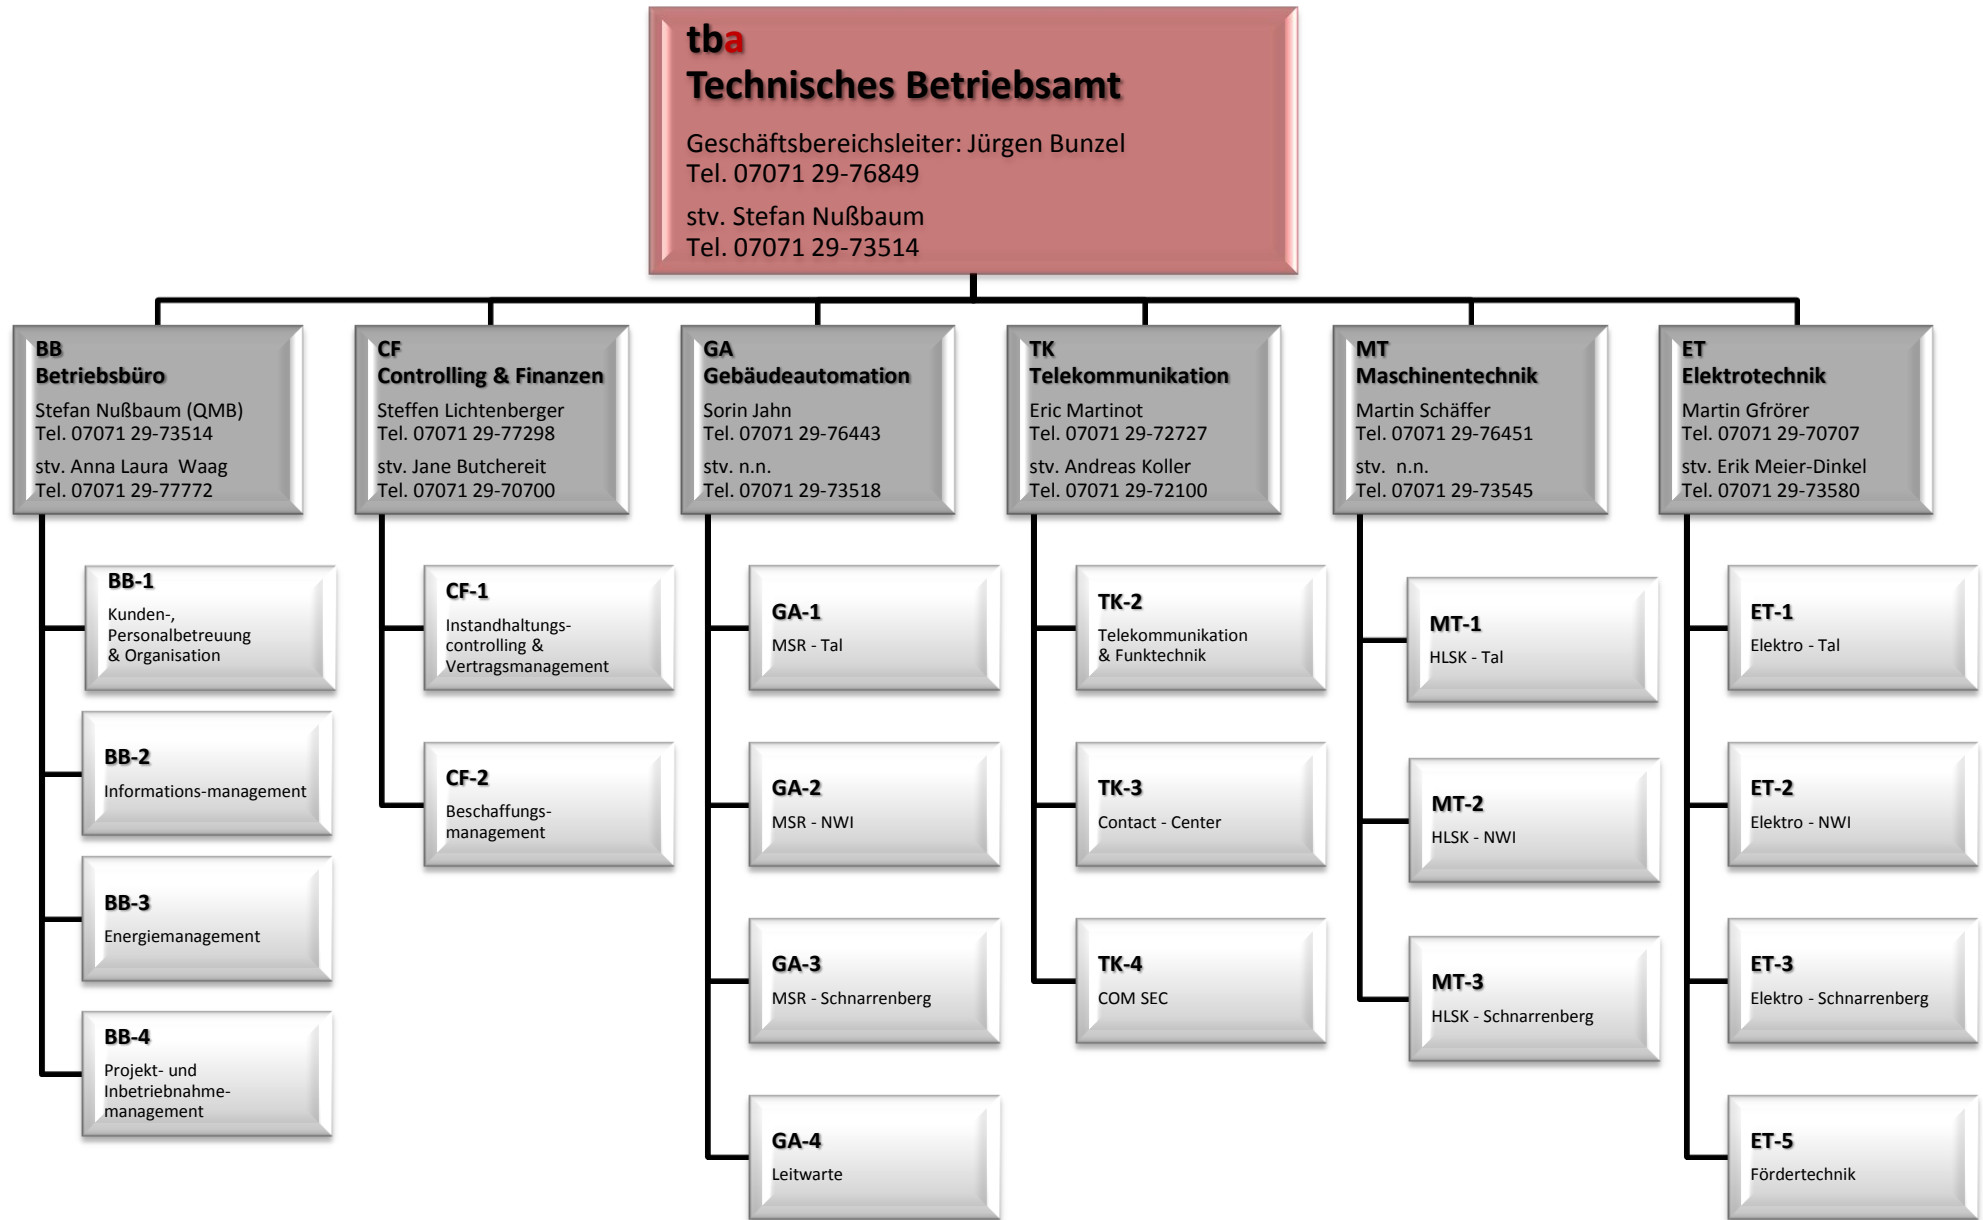 tba
Technisches Betriebsamt
Geschäftsbereichsleiter: Jürgen Bunzel
Tel. 07071 29-76849
stv. Stefan Nußbaum
Tel. 07071 29-73514
BB
Betriebsbüro
Stefan Nußbaum (QMB)
Tel. 07071 29-73514
stv. Anna Laura Waag
Tel. 07071 29-77772
BB-1
Kunden-,
Personalbetreuung
& Organisation
BB-2
Informations-management
BB-3
Energiemanagement
BB-4
Projekt- und
Inbetriebnahme-
management
CF
Controlling & Finanzen
Steffen Lichtenberger
Tel. 07071 29-77298
stv. Jane Butchereit
Tel. 07071 29-70700
CF-1
Instandhaltungs-
controlling &
Vertragsmanagement
CF-2
Beschaffungs-
management
GA
Gebäudeautomation
Sorin Jahn
Tel. 07071 29-76443
stv. n.n.
Tel. 07071 29-73518
GA-1
MSR - Tal
GA-2
MSR - NWI
GA-3
MSR - Schnarrenberg
GA-4
Leitwarte
TK
Telekommunikation
Eric Martinot
Tel. 07071 29-72727
stv. Andreas Koller
Tel. 07071 29-72100
TK-2
Telekommunikation
& Funktechnik
TK-3
Contact - Center
TK-4
COM SEC
MT
Maschinentechnik
Martin Schäffer
Tel. 07071 29-76451
stv. n.n.
Tel. 07071 29-73545
MT-1
HLSK - Tal
MT-2
HLSK - NWI
MT-3
HLSK - Schnarrenberg
ET
Elektrotechnik
Martin Gfrörer
Tel. 07071 29-70707
stv. Erik Meier-Dinkel
Tel. 07071 29-73580
ET-1
Elektro - Tal
ET-2
Elektro - NWI
ET-3
Elektro - Schnarrenberg
ET-5
Fördertechnik